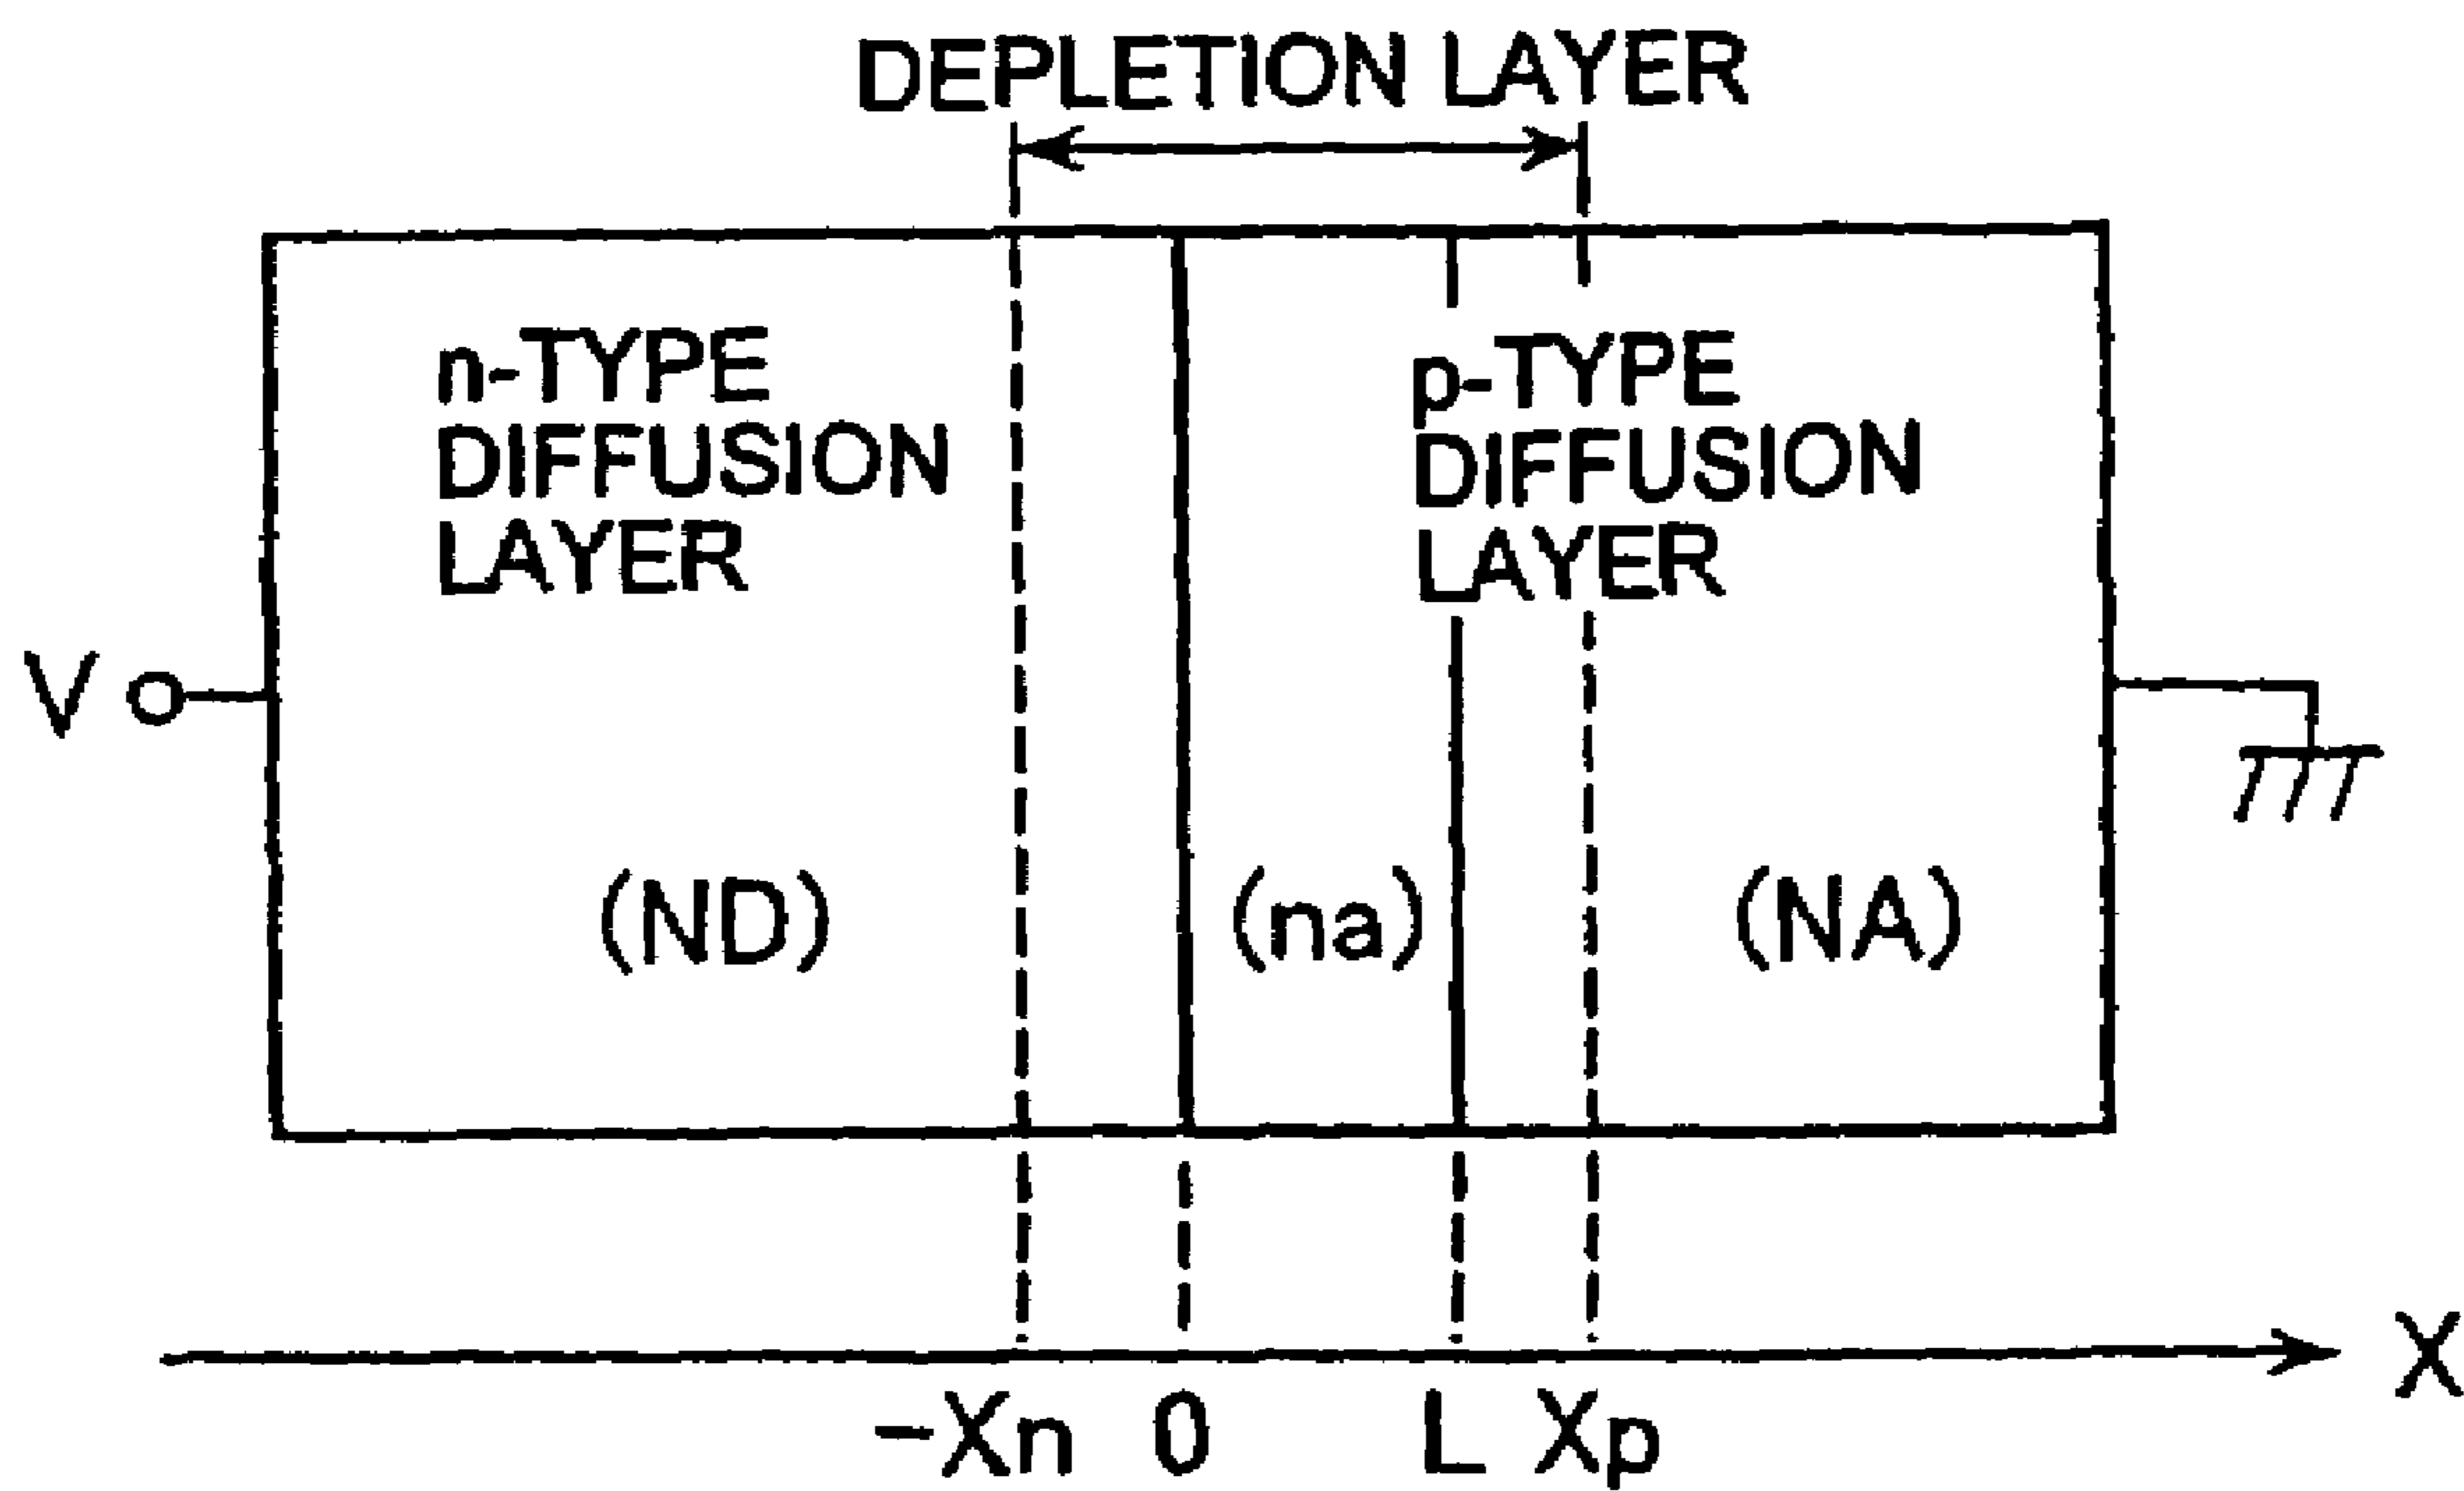 DEPLETION LAYER
n-TYPE
DIFFUSION
LAYER
p-TYPE
DIFFUSION
LAYER
V
(ND)
(na)
(NA)
X
-Xn 0 L Xp